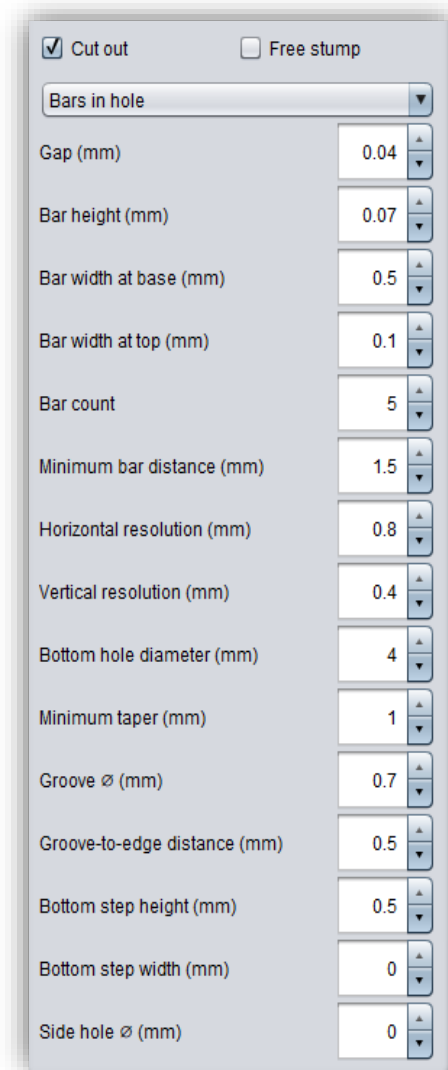 Cut out Free stump
Bars in hole
Gap (mm) 0.04
Bar height (mm) 0.07
Bar width at base (mm) 0.5
Bar width at top (mm) 0.1
Bar count 5
Minimum bar distance (mm) 1.5
Horizontal resolution (mm) 0.8
Vertical resolution (mm) 0.4
Bottom hole diameter (mm) 4
Minimum taper (mm) 1
Groove ∅ (mm) 0.7
Groove-to-edge distance (mm) 0.5
Bottom step height (mm) 0.5
Bottom step width (mm) 0
Side hole ∅ (mm) 0